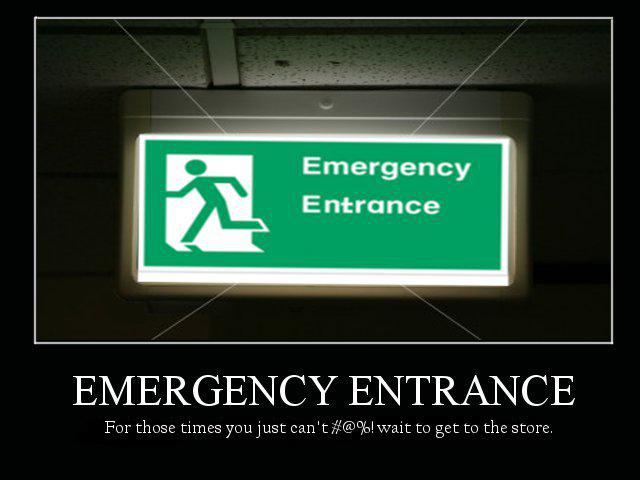 Emergency
Entrance
EMERGENCY ENTRANCE
For those times you just can't #@%! wait to get to the store.